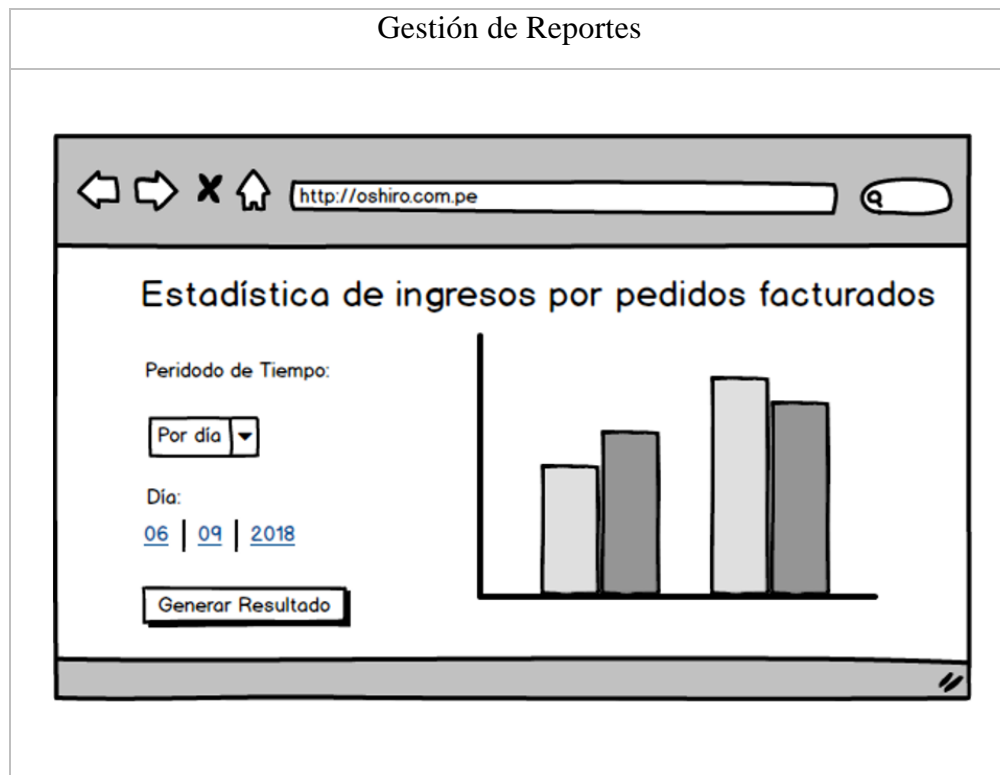 Gestión de Reportes
http://oshiro.com.pe
Estadística de ingresos por pedidos facturados
Peridodo de Tiempo:
Por día
Día:
06 | 09 | 2018
Generar Resultado